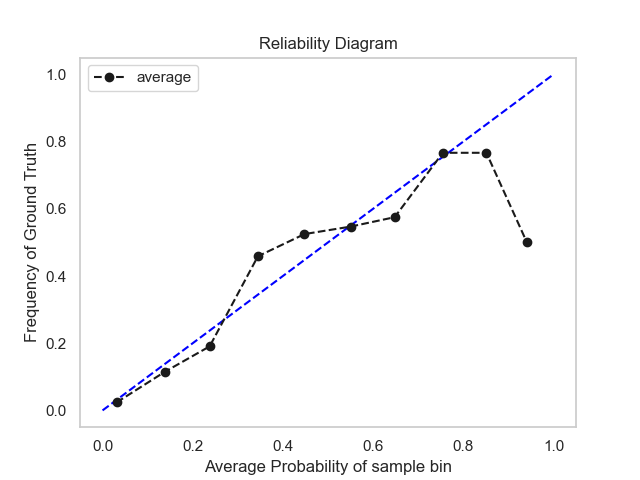 Reliability Diagram
average
1.0
0.8
0.6
0.4
0.2
0.0
Frequency of Ground Truth
0.0 0.2 0.4 0.6 0.8 1.0
Average Probability of sample bin